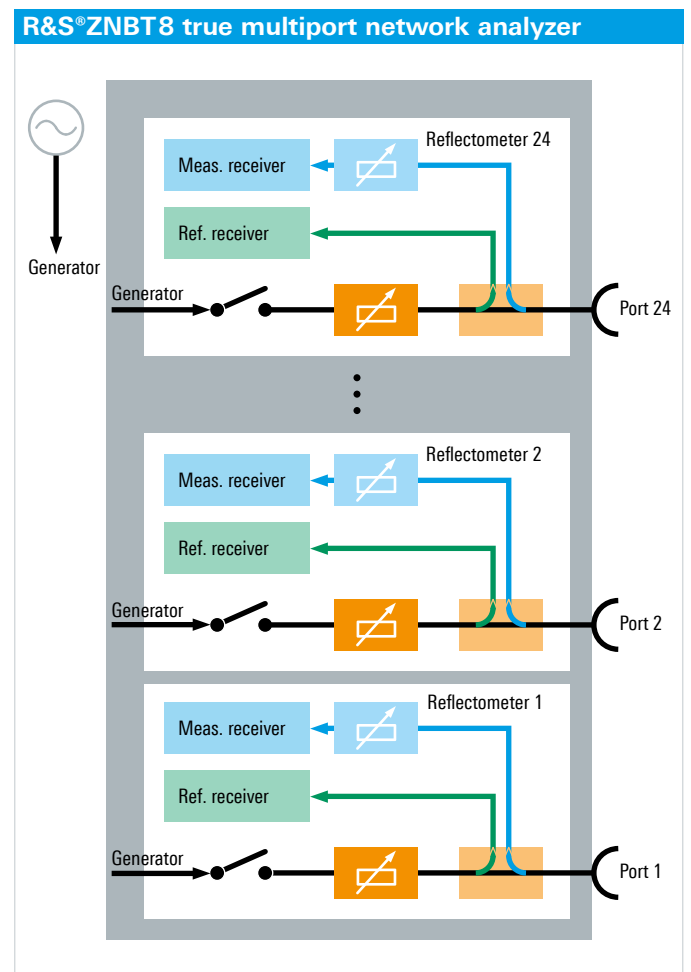 R&S®ZNBT8 true multiport network analyzer
Generator
Reflectometer 24
Meas. receiver
Ref. receiver
Generator
Port 24
Reflectometer 2
Meas. receiver
Ref. receiver
Generator
Port 2
Reflectometer 1
Meas. receiver
Ref. receiver
Generator
Port 1